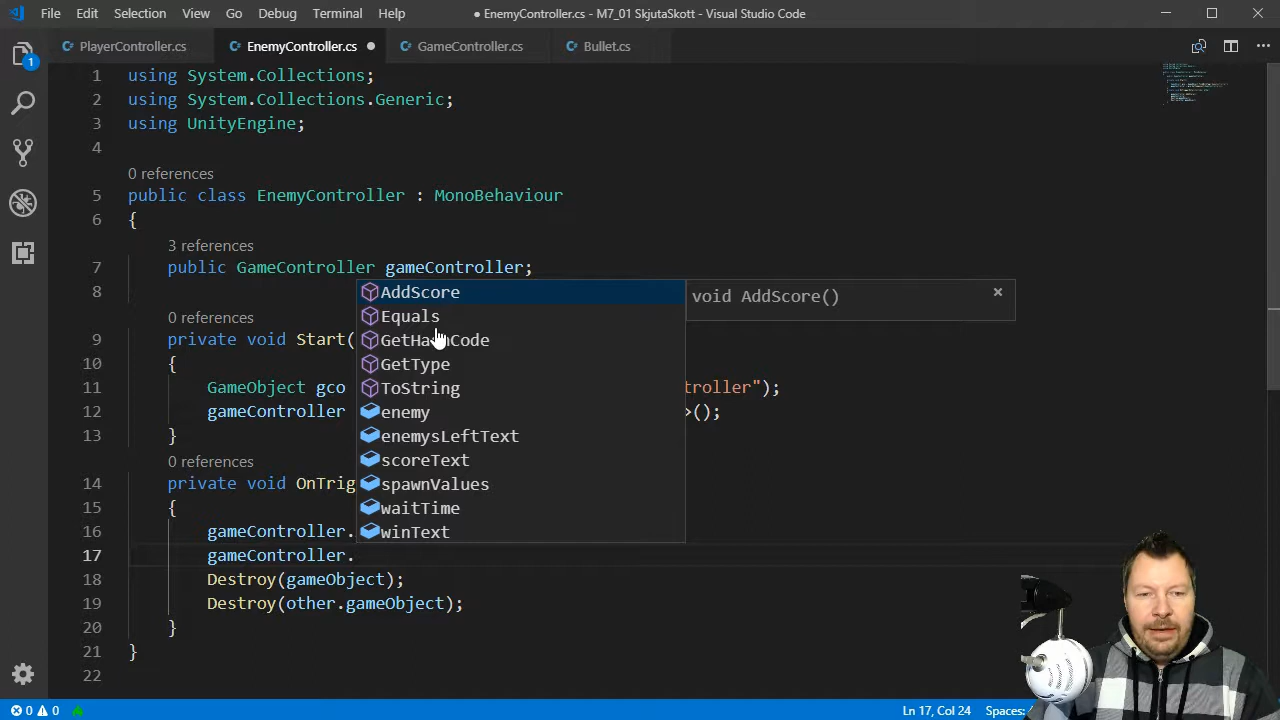 File Edit Selection View Go Debug Terminal Help ● EnemyController.cs - M7_01 SkjutaSkott - Visual Studio Code
PlayerController.cs EnemyController.cs ● GameController.cs Bullet.cs
1
1 using System.Collections;
2 using System.Collections.Generic;
3 using UnityEngine;
4
0 references
5 public class EnemyController : MonoBehaviour
6 {
3 references
7 public GameController gameController;
8
AddScore
void AddScore()
Equals
0 references
9 private void Start(
GetHashCode
10 {
GetType
11 GameObject gco
ToString
troller");
12 gameController
enemy
>();
13 }
enemysLeftText
0 references
scoreText
14 private void OnTrig
spawnValues
15 {
waitTime
16 gameController.
winText
17 gameController.
18 Destroy(gameObject);
19 Destroy(other.gameObject);
20 }
21 }
22
0 0 Ln 17, Col 24 Spaces: